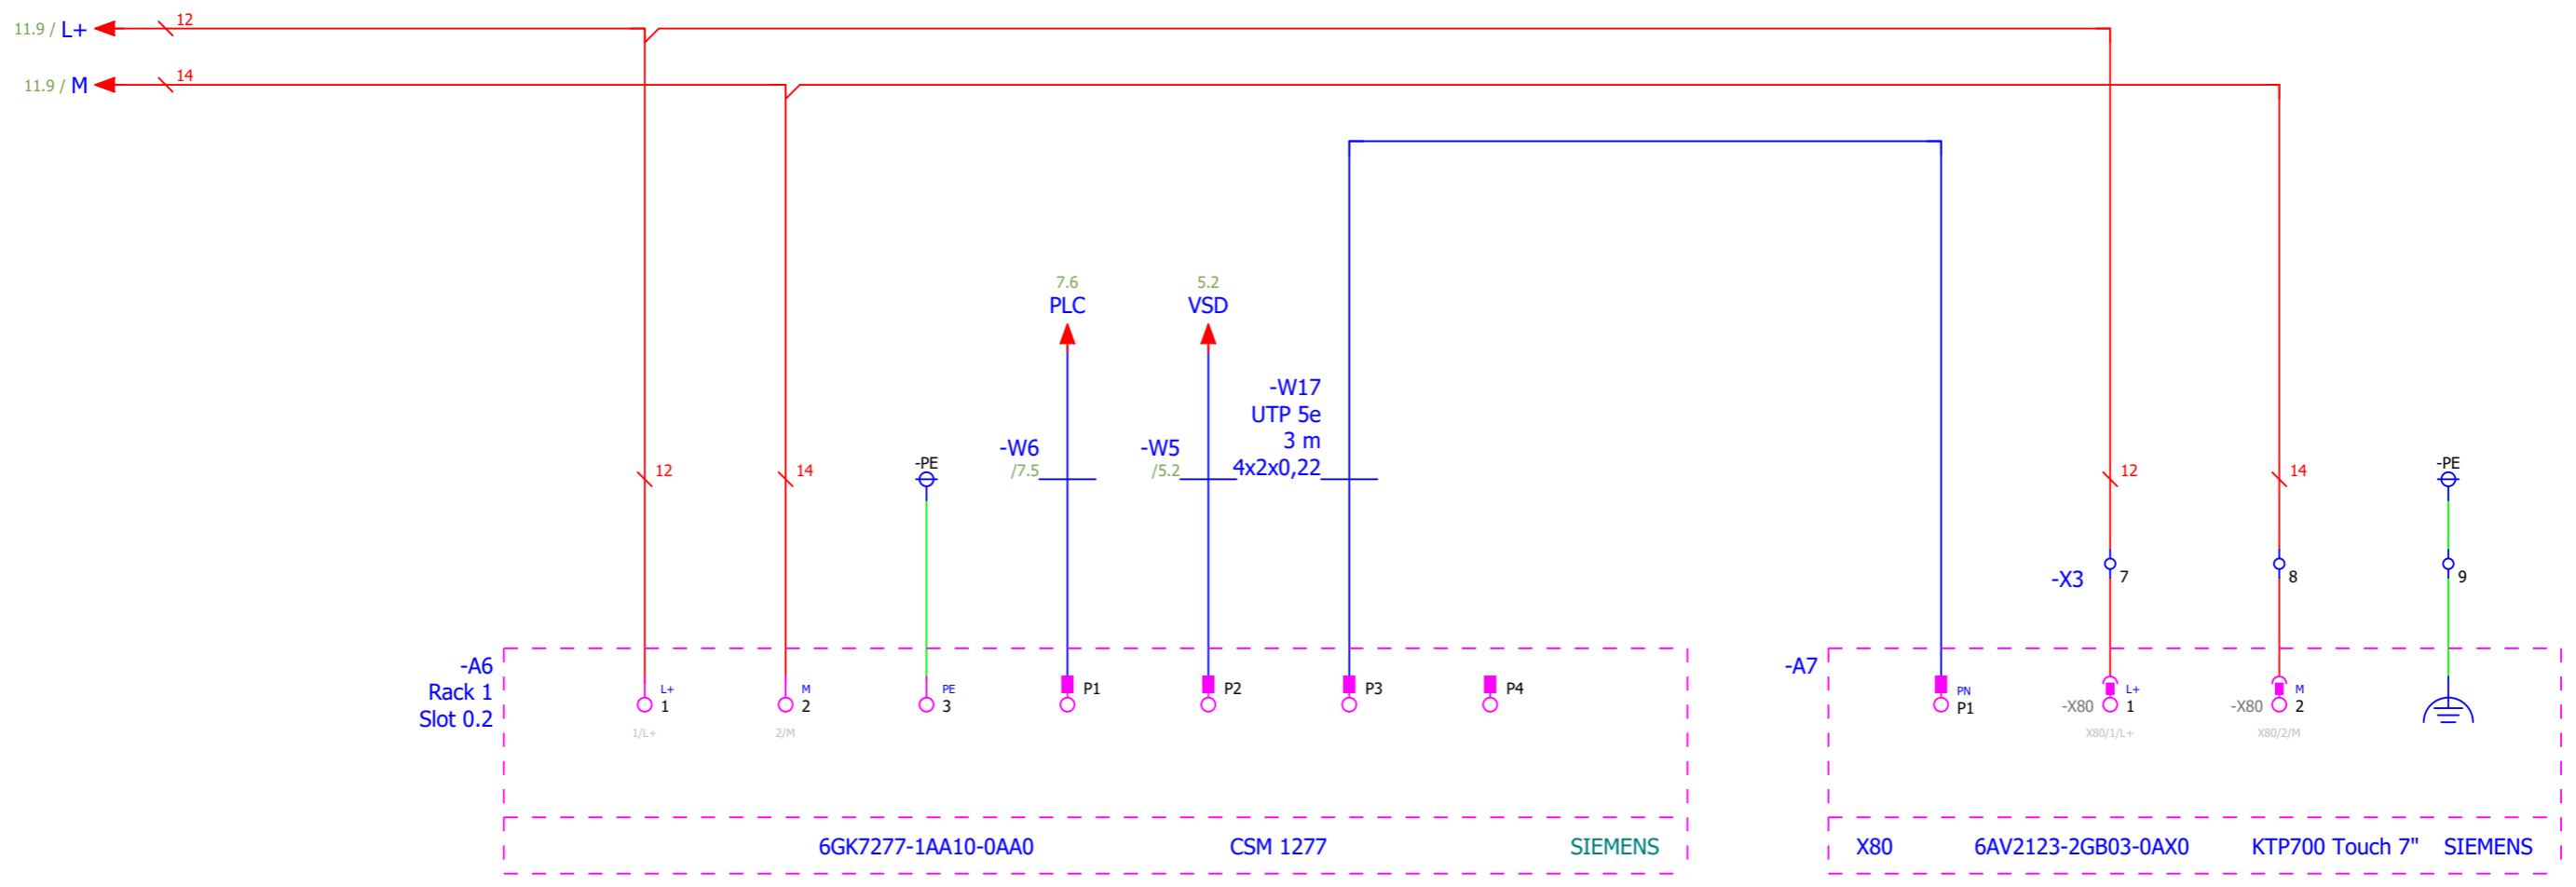 11.9 / L+
12
11.9 / M
14
7.6
PLC
5.2
VSD
-W17
UTP 5e
3 m
4x2x0,22
-W6
/7.5
-W5
/5.2
12
14
-PE
12
14
-PE
-X3
7
8
9
-A6
Rack 1
Slot 0.2
L+
1
1/L+
M
2
2/M
PE
3
P1
P2
P3
P4
-A7
PN
P1
-X80
L+
1
X80/1/L+
-X80
M
2
X80/2/M
6GK7277-1AA10-0AA0 CSM 1277 SIEMENS
X80 6AV2123-2GB03-0AX0 KTP700 Touch 7" SIEMENS